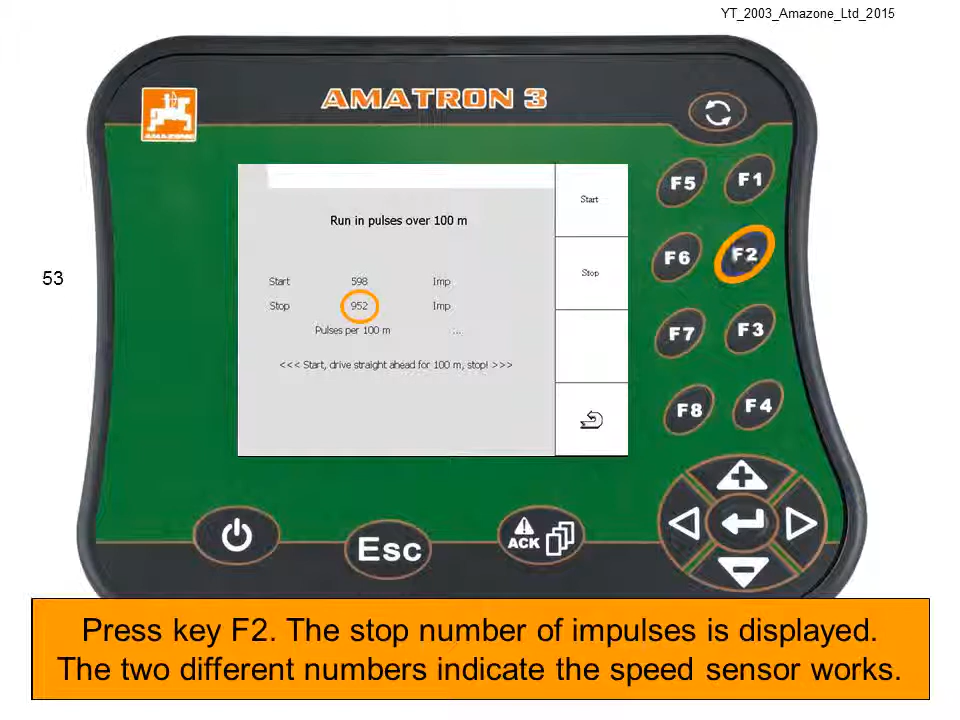 YT_2003_Amazone_Ltd_2015
AMATRON 3
AMAZONE
F5
F1
Start
Run in pulses over 100 m
F6
F2
53
Start 598 Imp
Stop
Stop 952 Imp
Pulses per 100 m ...
F7
F3
<<< Start, drive straight ahead for 100 m, stop! >>>
F8
F4
Esc
ACK
Press key F2. The stop number of impulses is displayed.
The two different numbers indicate the speed sensor works.